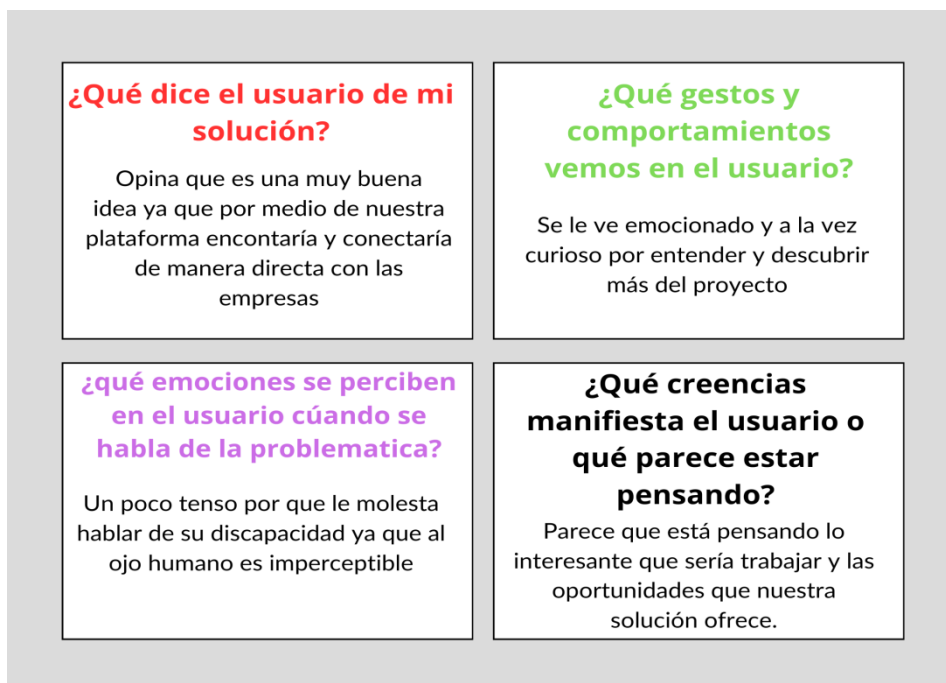 ¿Qué dice el usuario de mi
solución?
Opina que es una muy buena
idea ya que por medio de nuestra
plataforma encontaría y conectaría
de manera directa con las
empresas
¿Qué gestos y
comportamientos
vemos en el usuario?
Se le ve emocionado y a la vez
curioso por entender y descubrir
más del proyecto
¿qué emociones se perciben
en el usuario cúando se
habla de la problematica?
Un poco tenso por que le molesta
hablar de su discapacidad ya que al
ojo humano es imperceptible
¿Qué creencias
manifiesta el usuario o
qué parece estar
pensando?
Parece que está pensando lo
interesante que sería trabajar y las
oportunidades que nuestra
solución ofrece.